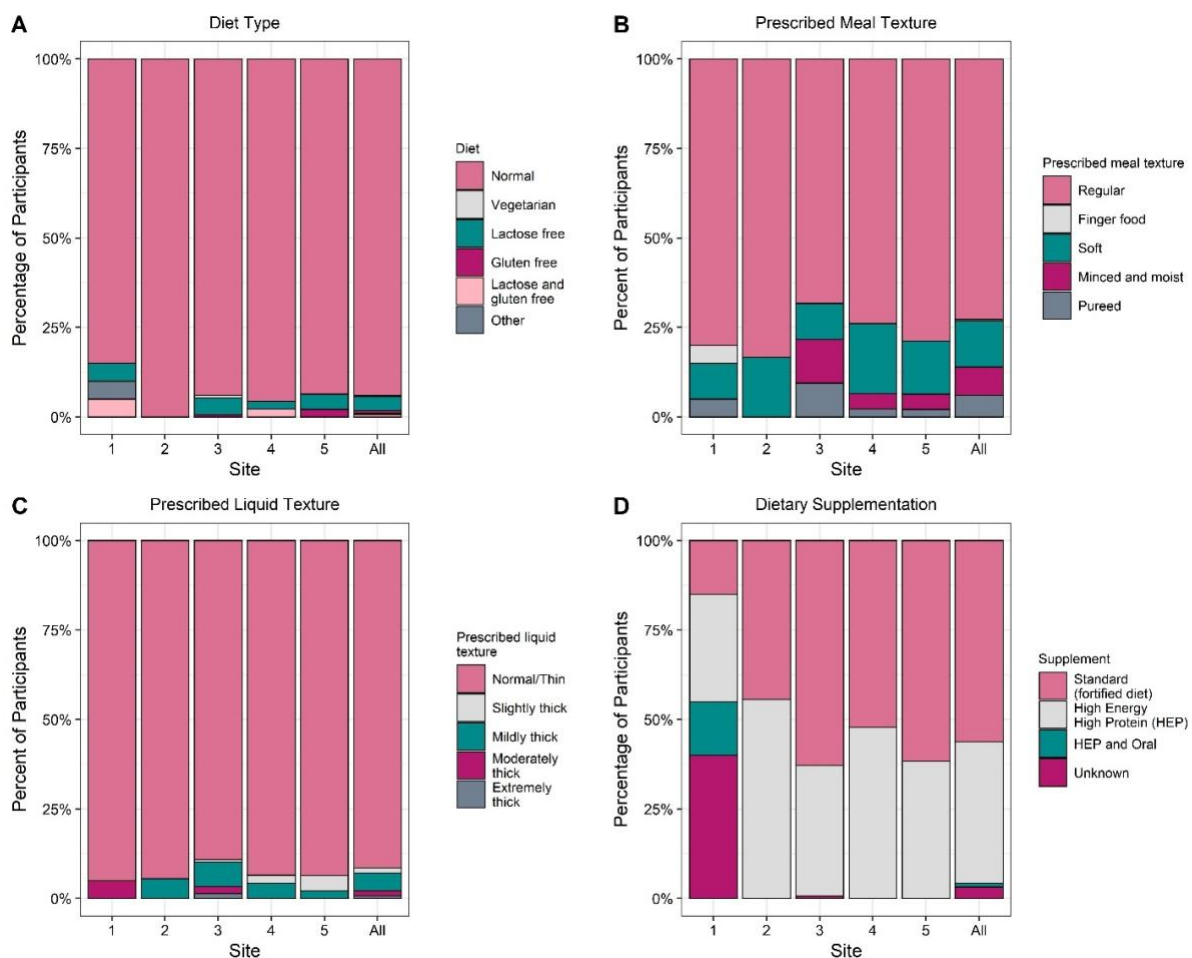 A
Diet Type
Percentage of Participants
100%
75%
50%
25%
0%
1 2 3 4 5 All
Site
Diet
Normal
Vegetarian
Lactose free
Gluten free
Lactose and
gluten free
Other
B
Prescribed Meal Texture
Percent of Participants
100%
75%
50%
25%
0%
1 2 3 4 5 All
Site
Prescribed meal texture
Regular
Finger food
Soft
Minced and moist
Pureed
C
Prescribed Liquid Texture
Percent of Participants
100%
75%
50%
25%
0%
1 2 3 4 5 All
Site
Prescribed liquid
texture
Normal/Thin
Slightly thick
Mildly thick
Moderately
thick
Extremely
thick
D
Dietary Supplementation
Percentage of Participants
100%
75%
50%
25%
0%
1 2 3 4 5 All
Site
Supplement
Standard
(fortified diet)
High Energy
High Protein (HEP)
HEP and Oral
Unknown